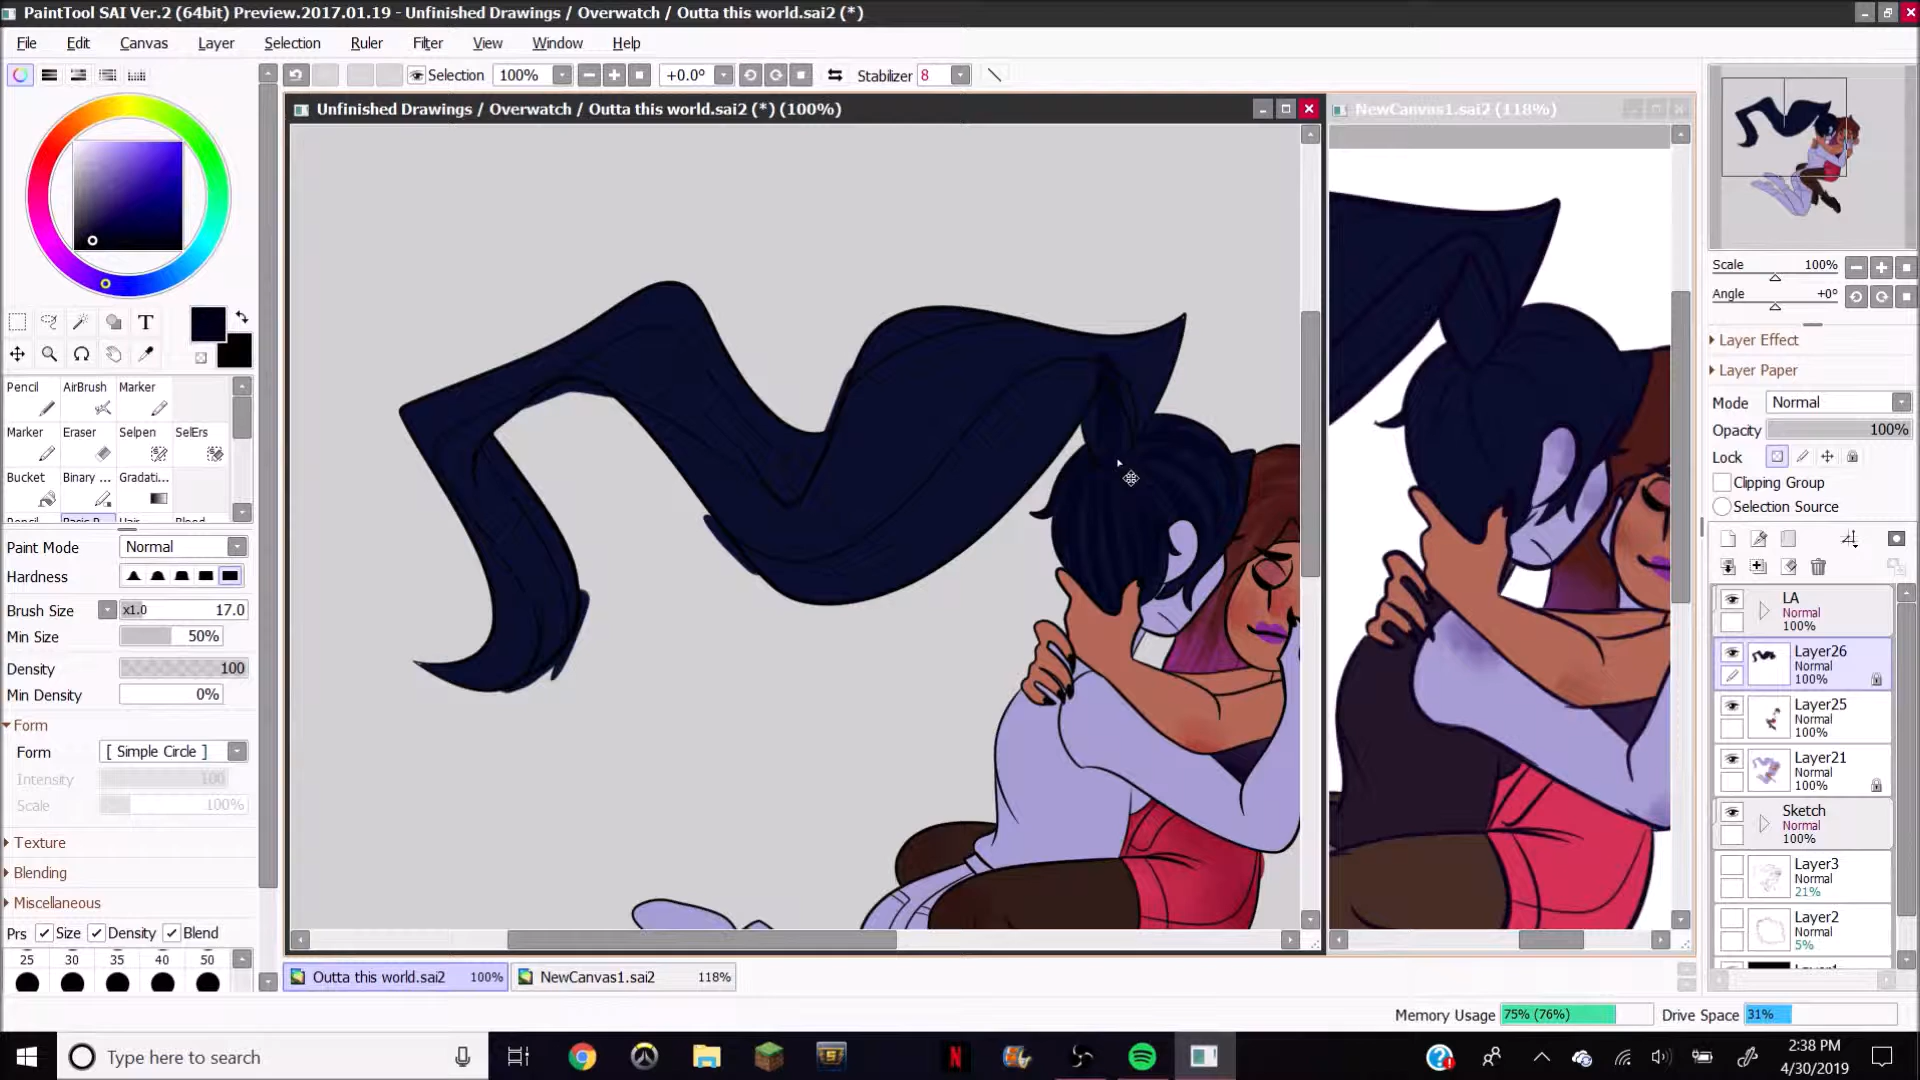 PaintTool SAI Ver.2 (64bit) Preview.2017.01.19 - Unfinished Drawings / Overwatch / Outta this world.sai2 (*)
File Edit Canvas Layer Selection Ruler Filter View Window Help
Selection 100% +0.0° Stabilizer 8
Unfinished Drawings / Overwatch / Outta this world.sai2 (*) (100%)
NewCanvas1.sai2 (118%)
Scale 100%
Angle +0°
Layer Effect
Layer Paper
Mode Normal
Opacity 100%
Lock
Clipping Group
Selection Source
T
Pencil AirBrush Marker
Marker Eraser Selpen SelErs
Bucket Binary ... Gradati...
Paint Mode Normal
Hardness
Brush Size x1.0 17.0
Min Size 50%
Density 100
Min Density 0%
Form
Form [ Simple Circle ]
Intensity 100
Scale 100%
Texture
Blending
Miscellaneous
Prs Size Density Blend
25 30 35 40 50
LA
Normal
100%
Layer26
Normal
100%
Layer25
Normal
100%
Layer21
Normal
100%
Sketch
Normal
100%
Layer3
Normal
21%
Layer2
Normal
5%
Outta this world.sai2 100% NewCanvas1.sai2 118%
Memory Usage 75% (76%) Drive Space 31%
Type here to search
2:38 PM
4/30/2019